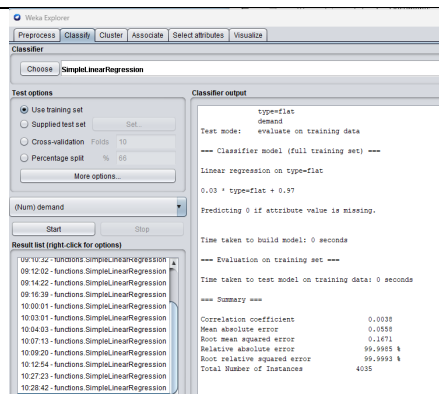 Weka Explorer
Preprocess Classify Cluster Associate Select attributes Visualize
Classifier
Choose SimpleLinearRegression
Test options
Use training set
Supplied test set Set...
Cross-validation Folds 10
Percentage split % 66
More options...
(Num) demand
Start Stop
Result list (right-click for options)
09:10:32 - functions.SimpleLinearRegression
09:12:02 - functions.SimpleLinearRegression
09:14:22 - functions.SimpleLinearRegression
09:16:39 - functions.SimpleLinearRegression
10:00:01 - functions.SimpleLinearRegression
10:03:01 - functions.SimpleLinearRegression
10:04:03 - functions.SimpleLinearRegression
10:07:13 - functions.SimpleLinearRegression
10:09:20 - functions.SimpleLinearRegression
10:12:54 - functions.SimpleLinearRegression
10:27:23 - functions.SimpleLinearRegression
10:28:42 - functions.SimpleLinearRegression
Classifier output
type=flat
demand
Test mode: evaluate on training data
=== Classifier model (full training set) ===
Linear regression on type=flat
0.03 * type=flat + 0.97
Predicting 0 if attribute value is missing.
Time taken to build model: 0 seconds
=== Evaluation on training set ===
Time taken to test model on training data: 0 seconds
=== Summary ===
Correlation coefficient 0.0038
Mean absolute error 0.0558
Root mean squared error 0.1671
Relative absolute error 99.9985 %
Root relative squared error 99.9993 %
Total Number of Instances 4035